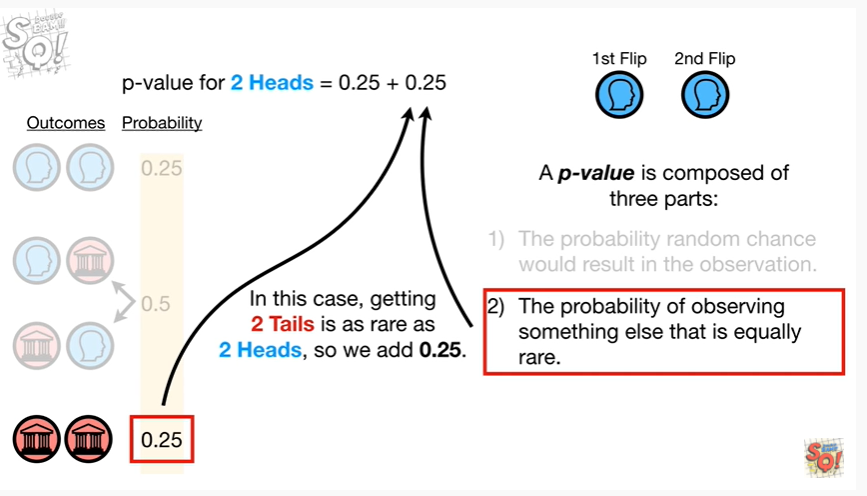 SQ!
p-value for 2 Heads = 0.25 + 0.25
1st Flip 2nd Flip
Outcomes Probability
0.25
0.5
0.25
In this case, getting
2 Tails is as rare as
2 Heads, so we add 0.25.
A p-value is composed of
three parts:
1) The probability random chance
would result in the observation.
2) The probability of observing
something else that is equally
rare.
SQ!